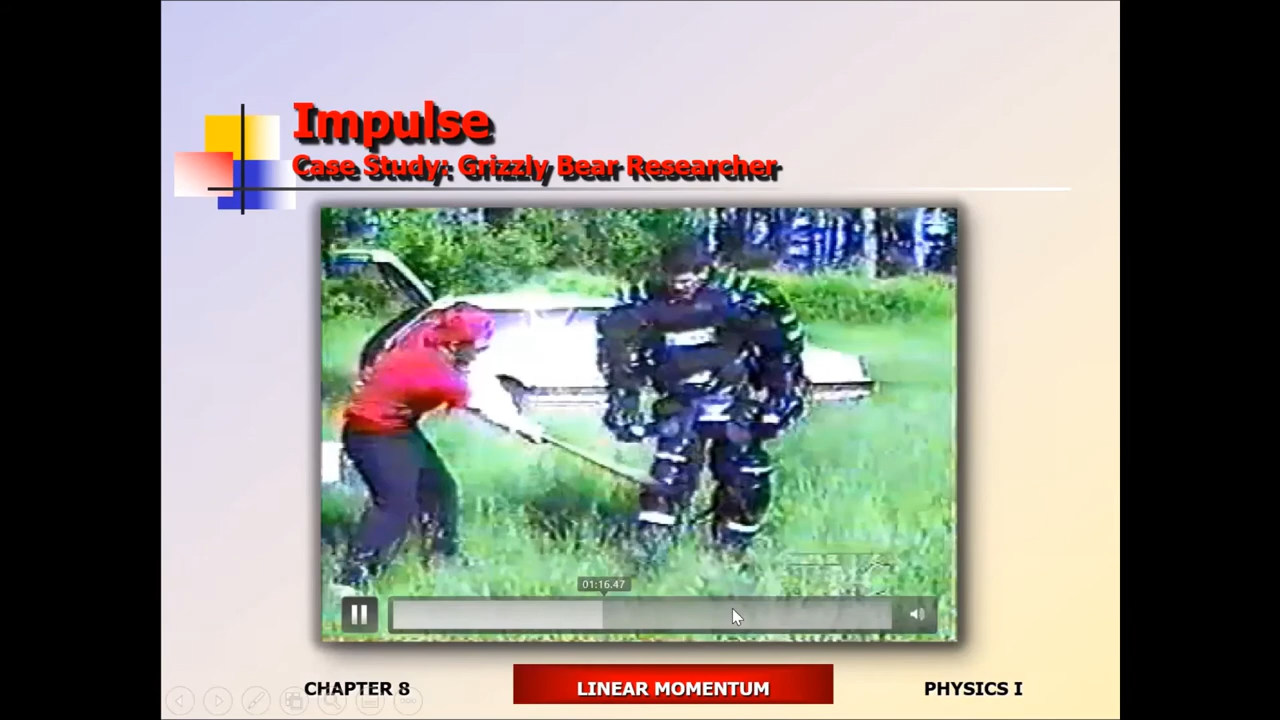 Impulse
Case Study: Grizzly Bear Researcher
01:16.47
CHAPTER 8
LINEAR MOMENTUM
PHYSICS I